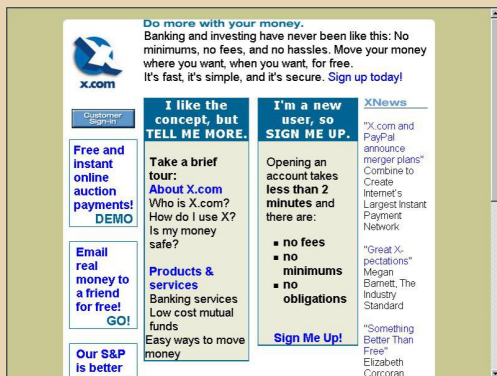 Do more with your money.
Banking and investing have never been
like this: No
minimums, no fees, and no hassles. Move your money
where you want, when you want, for free.
It's fast, it's simple, and it's secure. Sign up today!
x.com
Customer
Sign-in
Free and
instant
online
auction
payments!
DEMO
Email
real
money to
a friend
for free!
GO!
Our S&P
is better
I like the
concept, but
TELL ME MORE.
Take a brief
tour:
About X.com
Who is X.com?
How do I use X?
Is my money
safe?
Products &
services
Banking services
Low cost mutual
funds
Easy ways to move
money
I'm a new
user, so
SIGN ME UP.
Opening an
account takes
less than 2
minutes and
there are:
no fees
no
minimums
no
obligations
Sign Me Up!
XNews
"X.com and
PayPal
announce
merger plans"
Combine to
Create
Internet's
Largest Instant
Payment
Network
"Great X-
pectations"
Megan
Barnett, The
Industry
Standard
"Something
Better Than
Free"
Elizabeth
Corcoran